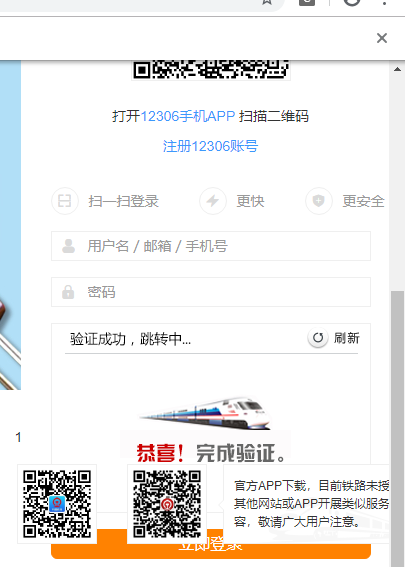 打开12306手机APP 扫描二维码
注册12306账号
扫一扫登录 更快 更安全
用户名 / 邮箱 / 手机号
密码
验证成功，跳转中... 刷新
恭喜！完成验证。
1
官方APP下载，目前铁路未授
其他网站或APP开展类似服务
容，敬请广大用户注意。
立即登录